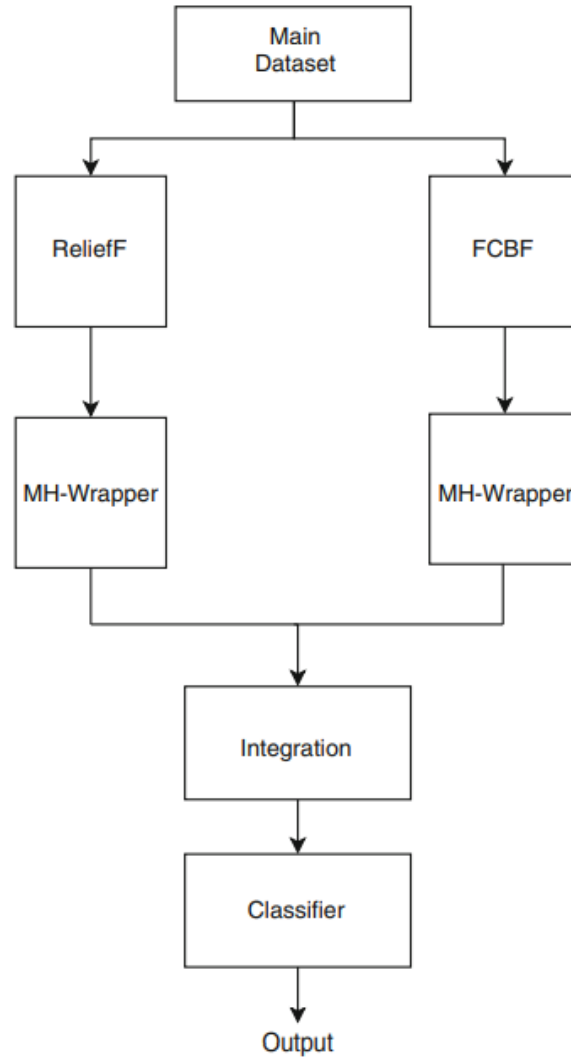 Main
Dataset
ReliefF
FCBF
MH-Wrapper
MH-Wrapper
Integration
Classifier
Output